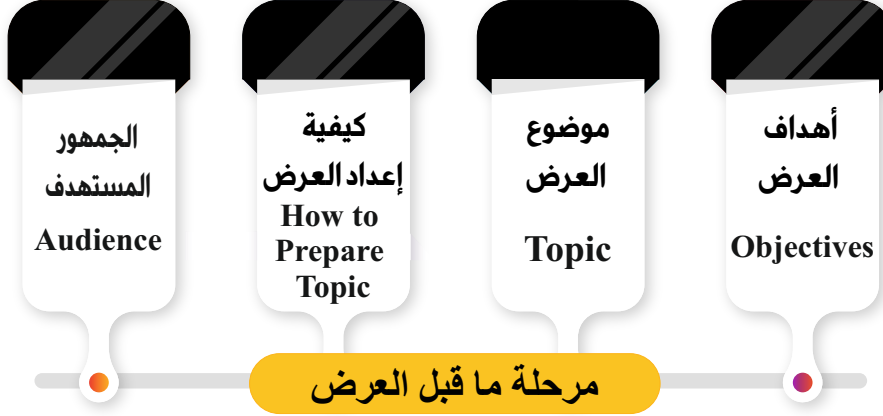 أهداف
العرض
Objectives
موضوع
العرض
Topic
كيفية
إعداد العرض
How to
Prepare
Topic
الجمهور
المستهدف
Audience
مرحلة ما قبل العرض